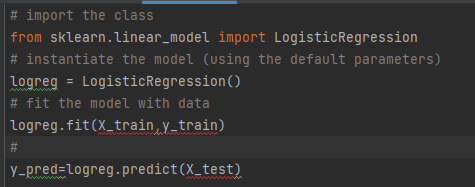 # import the class
from sklearn.linear_model import LogisticRegression
# instantiate the model (using the default parameters)
logreg = LogisticRegression()
# fit the model with data
logreg.fit(X_train,y_train)
#
y_pred=logreg.predict(X_test)